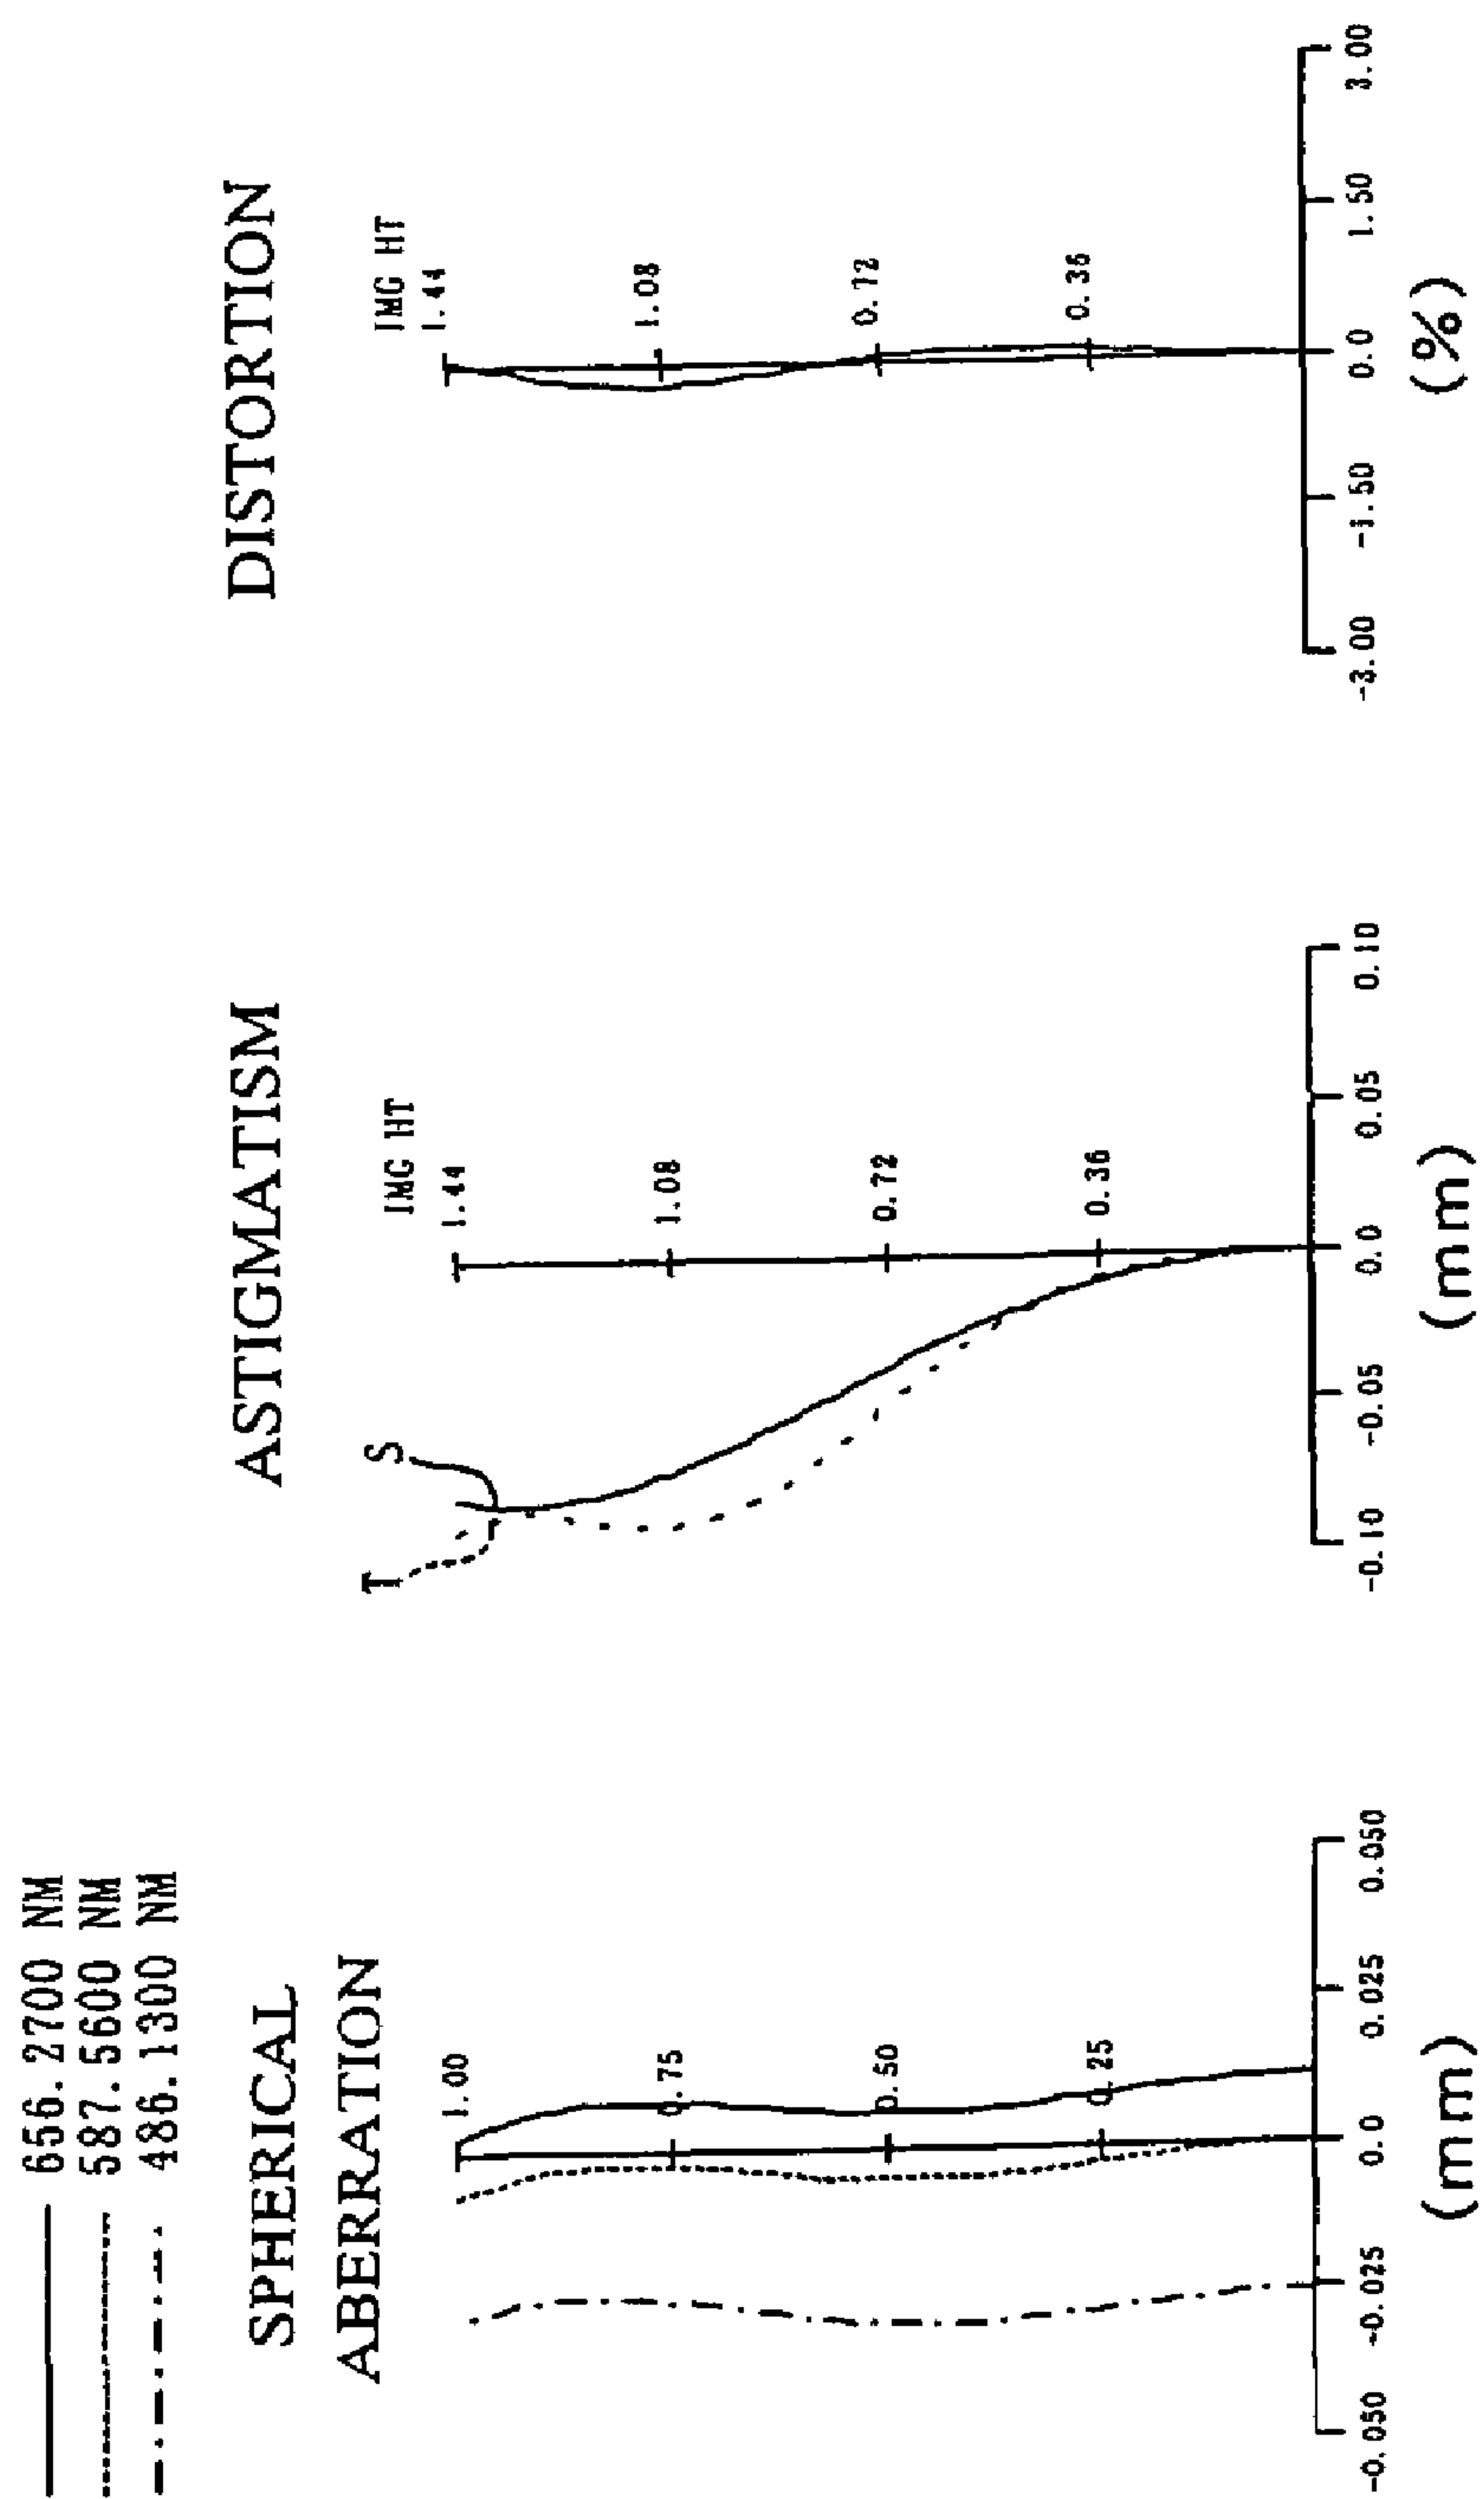 656.2700 NM
587.5600 NM
486.1300 NM
SPHERICAL
ABERRATION
1.00
0.75
0.50
0.25
-0.050
-0.025
0.0
0.025
0.050
(mm)
ASTIGMATISM
T
S
IMG HT
1.44
1.08
0.72
0.36
-0.10
-0.05
0.0
0.05
0.10
(mm)
DISTORTION
IMG HT
1.44
1.08
0.72
0.36
-3.00
-1.50
0.0
1.50
3.00
(%)